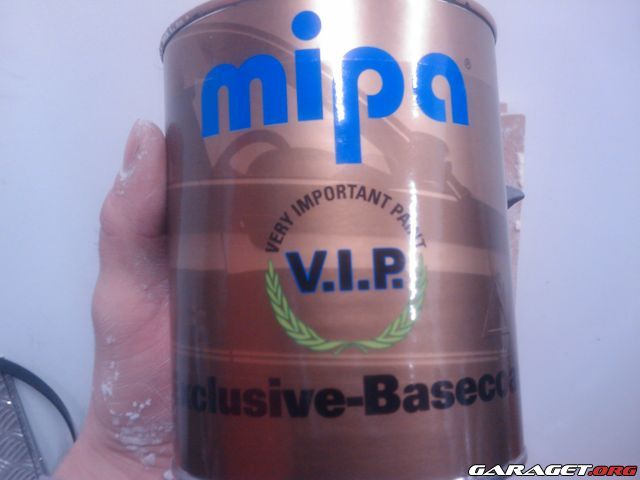 mipa®
VERY IMPORTANT PAINT
V.I.P.
xclusive-Baseco
GARAGET.ORG